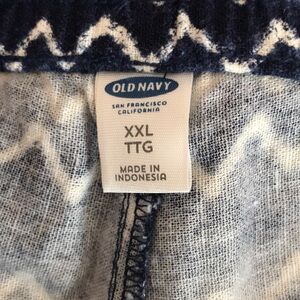 OLD NAVY
SAN FRANCISCO
CALIFORNIA
XXL
TTG
MADE IN
INDONESIA